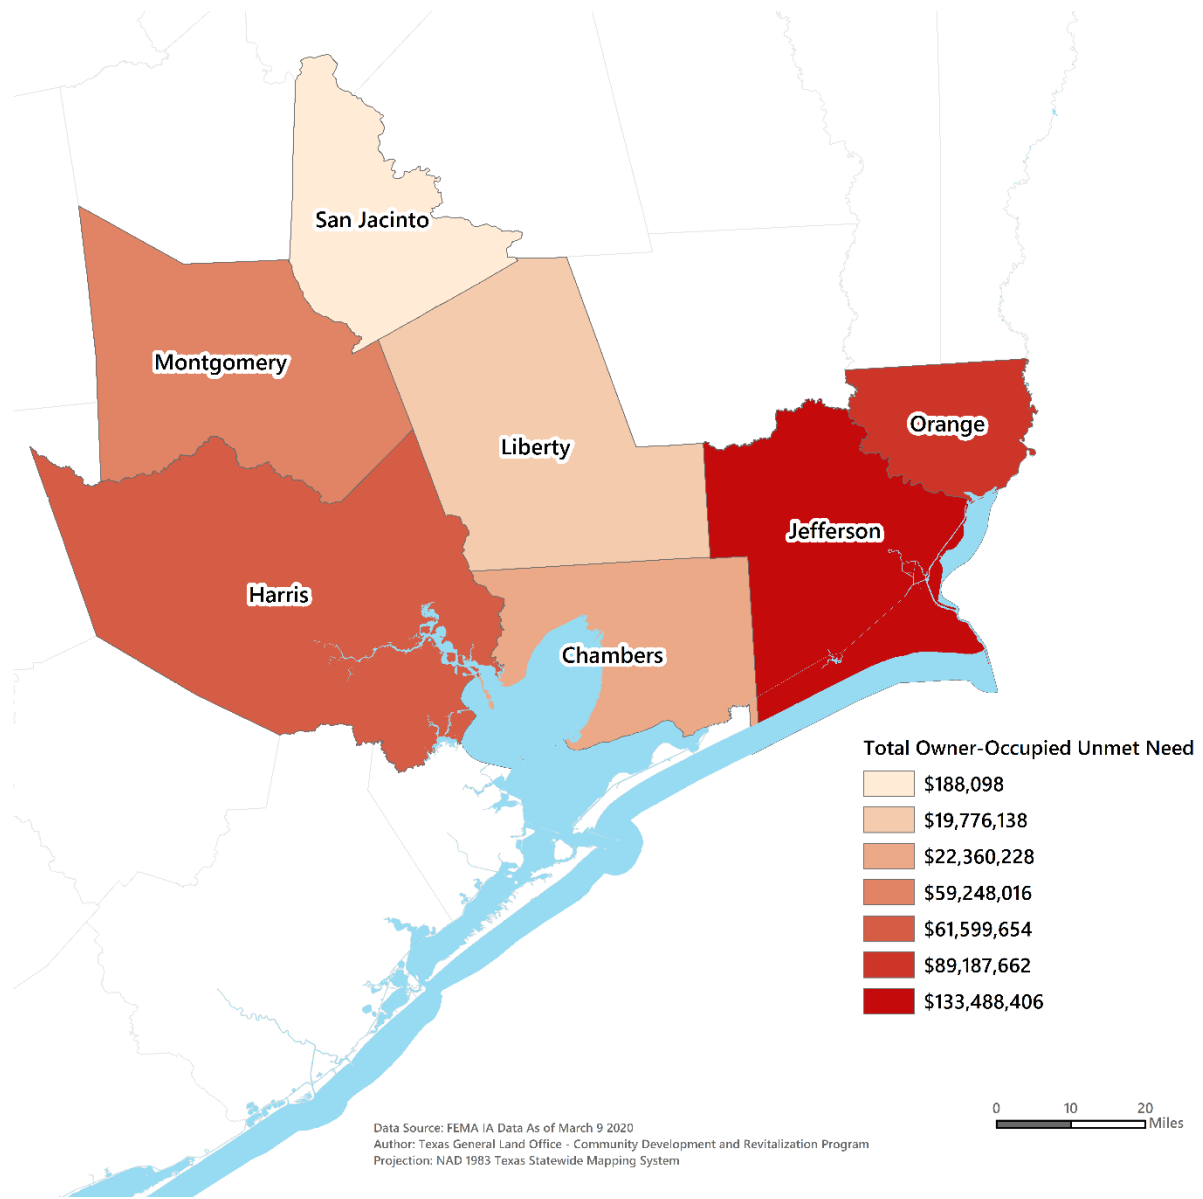 San Jacinto
Montgomery
Orange
Liberty
Jefferson
Harris
Chambers
Total Owner-Occupied Unmet Need
$188,098
$19,776,138
$22,360,228
$59,248,016
$61,599,654
$89,187,662
$133,488,406
0 10 20
Miles
Data Source: FEMA IA Data As of March 9 2020
Author: Texas General Land Office - Community Development and Revitalization Program
Projection: NAD 1983 Texas Statewide Mapping System